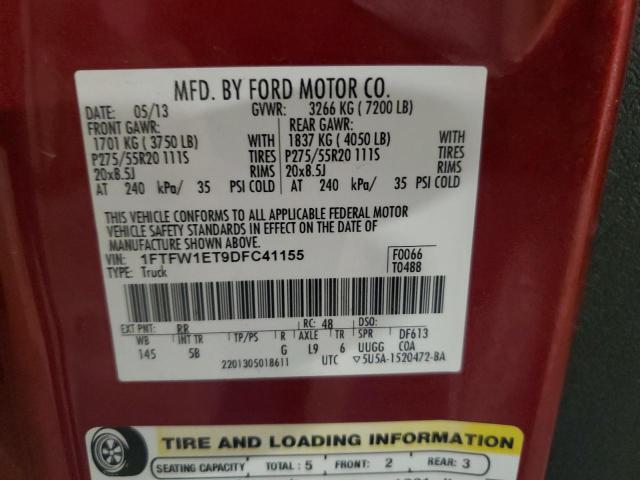 MFD. BY FORD MOTOR CO.
DATE: 05/13 GVWR: 3266 KG ( 7200 LB)
FRONT GAWR: REAR GAWR:
1701 KG ( 3750 LB) WITH 1837 KG ( 4050 LB) WITH
P275/55R20 111S TIRES P275/55R20 111S TIRES
20x8.5J RIMS 20x8.5J RIMS
AT 240 kPa/ 35 PSI COLD AT 240 kPa/ 35 PSI COLD
THIS VEHICLE CONFORMS TO ALL APPLICABLE FEDERAL MOTOR
VEHICLE SAFETY STANDARDS IN EFFECT ON THE DATE OF
MANUFACTURE SHOWN ABOVE.
VIN: 1FTFW1ET9DFC41155 F0066
TYPE: Truck T0488
EXT PNT: RR RC: 48 DSO:
WB INT TR TP/PS R AXLE TR SPR DF613
145 5B G L9 6 UUGG COA
2201305018611 UTC ▽5U5A-1520472-BA
TIRE AND LOADING INFORMATION
SEATING CAPACITY TOTAL: 5 FRONT: 2 REAR: 3